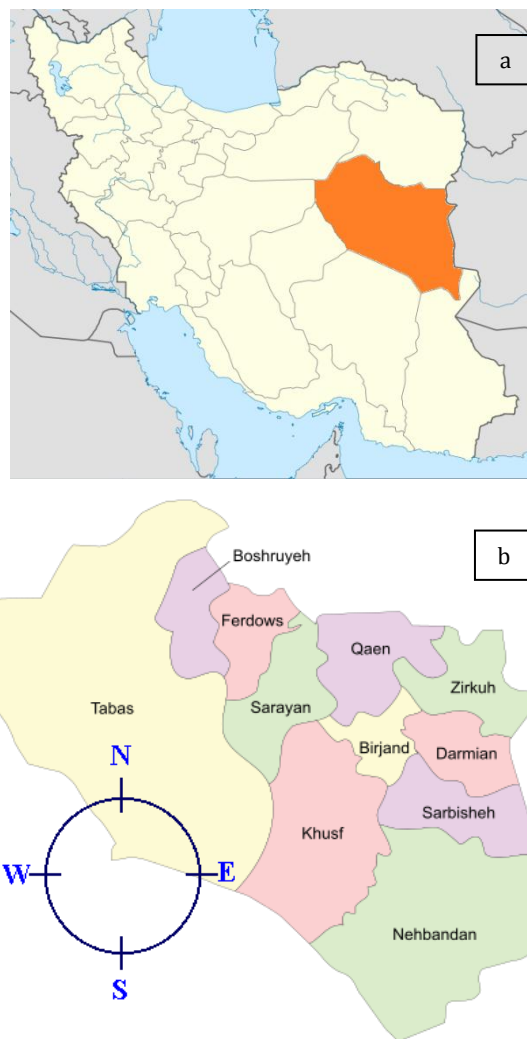 a
b
Boshruyeh
Ferdows
Qaen
Zirkuh
Tabas
Sarayan
Birjand
Darmian
N
Sarbisheh
Khusf
W
E
Nehbandan
S